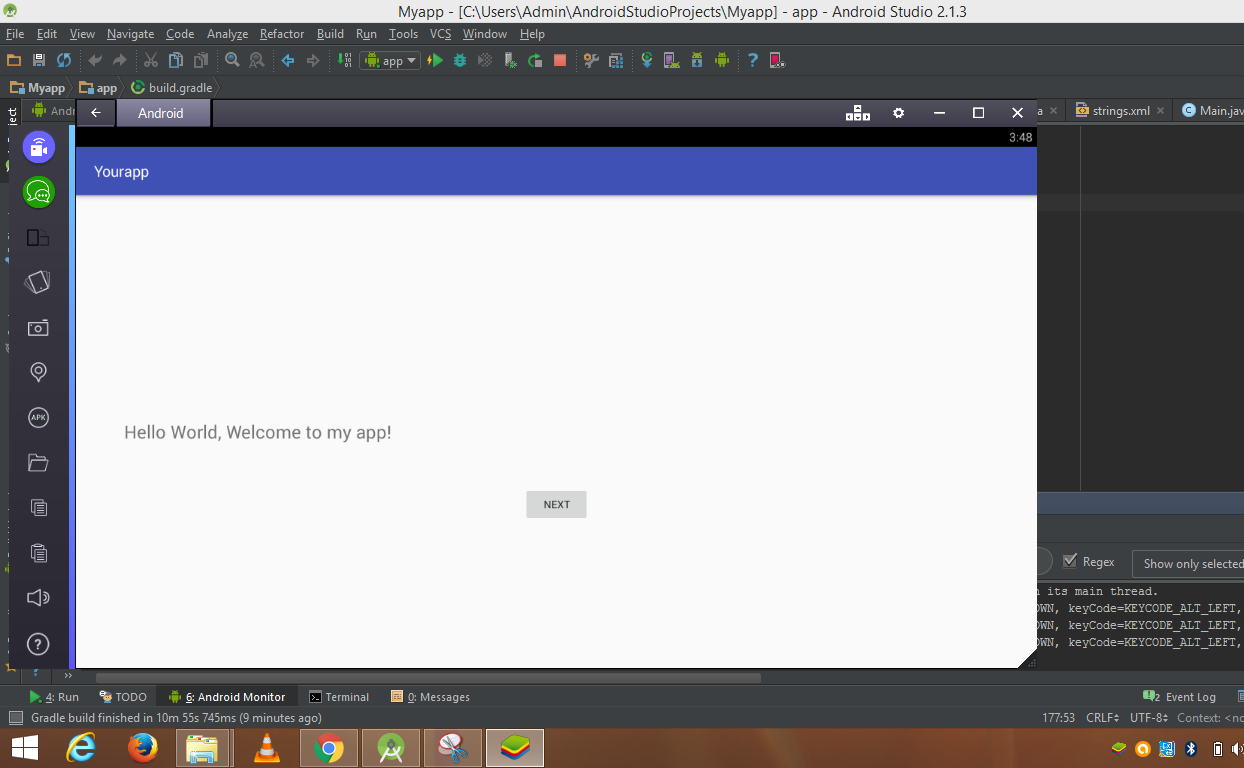 Myapp - [C:\Users\Admin\AndroidStudioProjects\Myapp] - app - Android Studio 2.1.3
File Edit View Navigate Code Analyze Refactor Build Run Tools VCS Window Help
app
Myapp app build.gradle
Andr Android a strings.xml Main.jav
3:48
Yourapp
Hello World, Welcome to my app!
NEXT
APK
Regex Show only selected
its main thread.
OWN, keyCode=KEYCODE_ALT_LEFT,
OWN, keyCode=KEYCODE_ALT_LEFT,
OWN, keyCode=KEYCODE_ALT_LEFT,
4: Run TODO 6: Android Monitor Terminal 0: Messages 2 Event Log
Gradle build finished in 10m 55s 745ms (9 minutes ago) 177:53 CRLF UTF-8 Context: <no